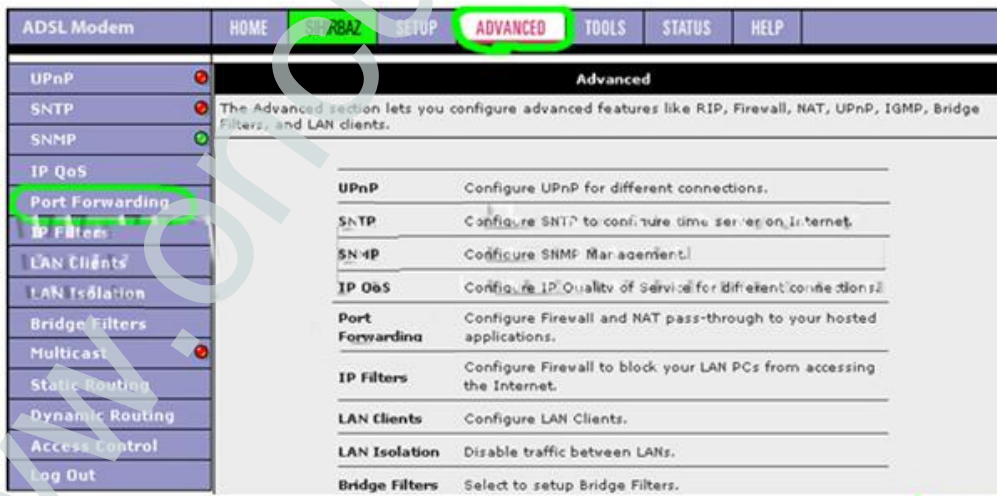 ADSL Modem
HOME
SIHIRBAZ
SETUP
ADVANCED
TOOLS
STATUS
HELP
UPnP
SNTP
SNMP
IP QoS
Port Forwarding
IP Filters
LAN Clients
LAN Isolation
Bridge Filters
Multicast
Static Routing
Dynamic Routing
Access Control
Log Out
Advanced
The Advanced section lets you configure advanced features like RIP, Firewall, NAT, UPnP, IGMP, Bridge
Filters, and LAN clients.
UPnP Configure UPnP for different connections.
SNTP Configure SNTP to configure time server on Internet.
SNMP Configure SNMP Management.
IP QoS Configure IP Quality of Service for different connections.
Port Forwarding Configure Firewall and NAT pass-through to your hosted
applications.
IP Filters Configure Firewall to block your LAN PCs from accessing
the Internet.
LAN Clients Configure LAN Clients.
LAN Isolation Disable traffic between LANs.
Bridge Filters Select to setup Bridge Filters.